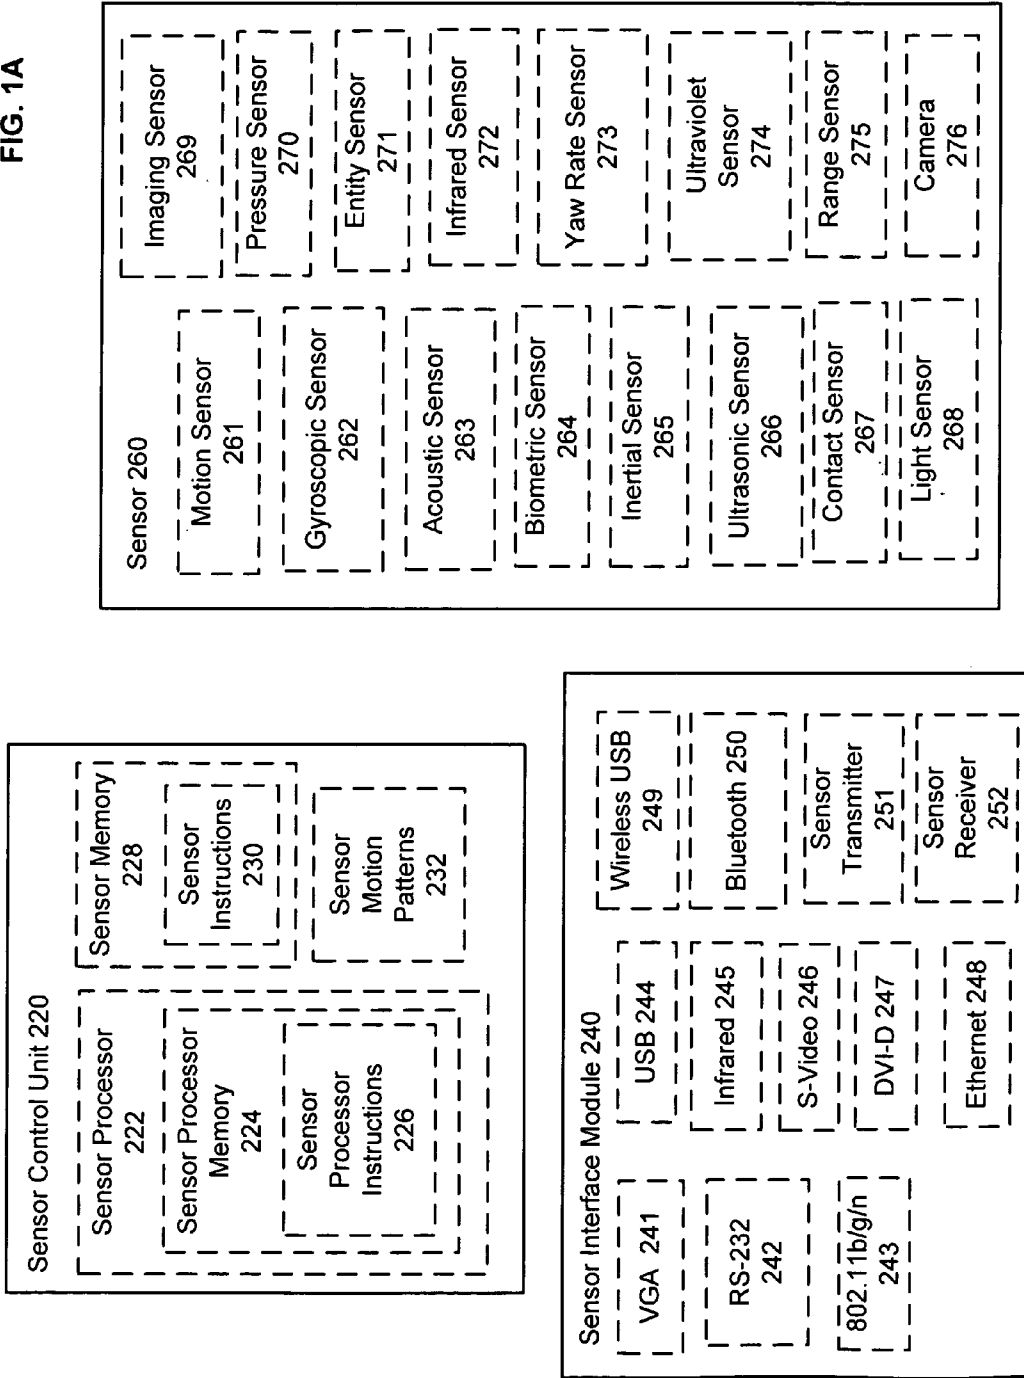 FIG. 1A
Sensor Control Unit 220
Sensor Processor
222
Sensor Processor
Memory
224
Sensor
Processor
Instructions
226
Sensor Memory
228
Sensor
Instructions
230
Sensor
Motion
Patterns
232
Sensor Interface Module 240
VGA 241
RS-232
242
802.11b/g/n
243
USB 244
Infrared 245
S-Video 246
DVI-D 247
Ethernet 248
Wireless USB
249
Bluetooth 250
Sensor
Transmitter
251
Sensor
Receiver
252
Sensor 260
Motion Sensor
261
Gyroscopic Sensor
262
Acoustic Sensor
263
Biometric Sensor
264
Inertial Sensor
265
Ultrasonic Sensor
266
Contact Sensor
267
Light Sensor
268
Imaging Sensor
269
Pressure Sensor
270
Entity Sensor
271
Infrared Sensor
272
Yaw Rate Sensor
273
Ultraviolet
Sensor
274
Range Sensor
275
Camera
276